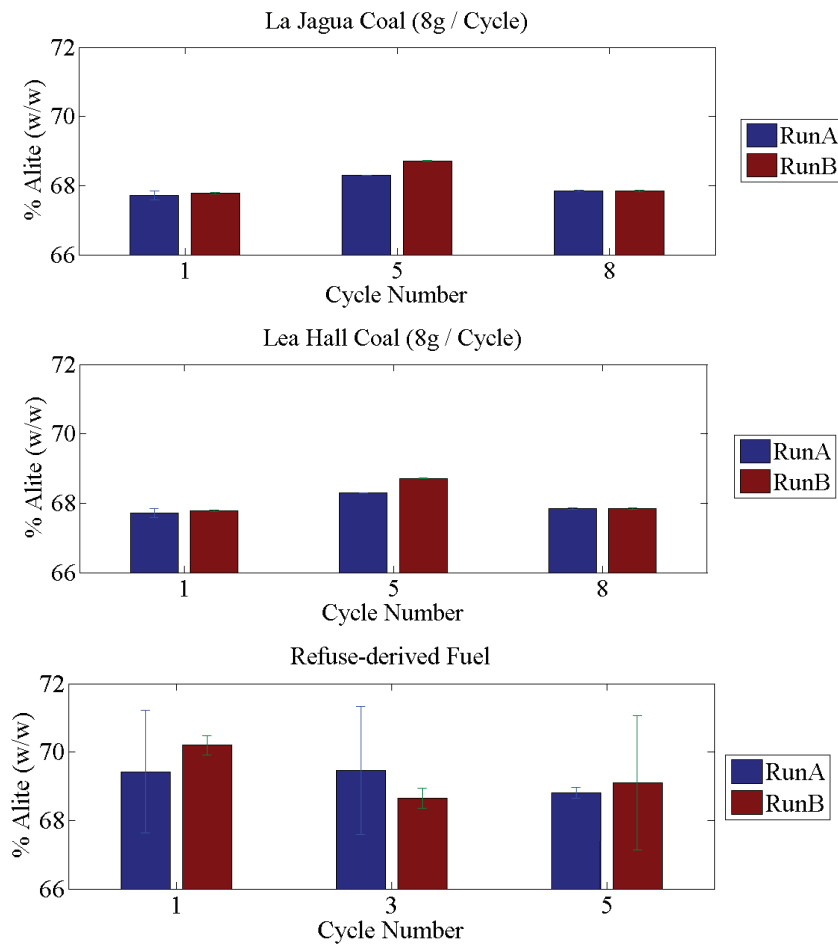 La Jagua Coal (8g / Cycle)
72
70
68
66
% Alite (w/w)
1 5 8
Cycle Number
RunA
RunB
Lea Hall Coal (8g / Cycle)
72
70
68
66
% Alite (w/w)
1 5 8
Cycle Number
RunA
RunB
Refuse-derived Fuel
72
70
68
66
% Alite (w/w)
1 3 5
Cycle Number
RunA
RunB